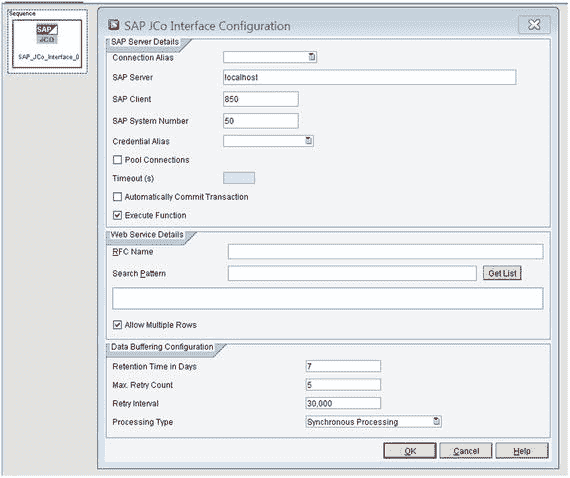 Sequence
SAP
JCO
SAP_JCo_Interface_0
SAP JCo Interface Configuration
SAP Server Details
Connection Alias
SAP Server localhost
SAP Client 850
SAP System Number 50
Credential Alias
Pool Connections
Timeout (s)
Automatically Commit Transaction
Execute Function
Web Service Details
RFC Name
Search Pattern Get List
Allow Multiple Rows
Data Buffering Configuration
Retention Time in Days 7
Max. Retry Count 5
Retry Interval 30,000
Processing Type Synchronous Processing
OK Cancel Help